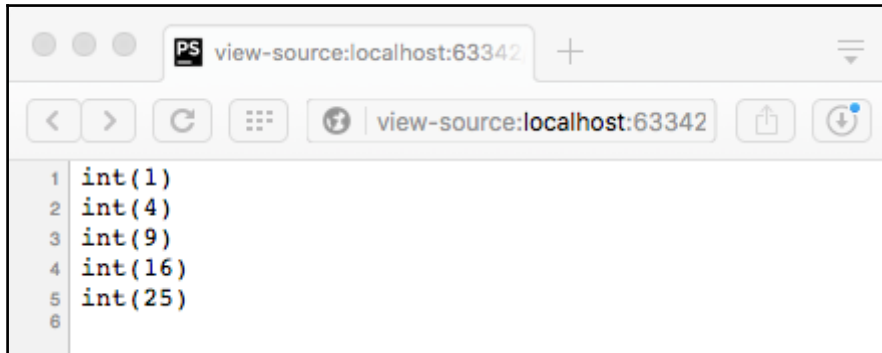 PS view-source:localhost:63342
view-source:localhost:63342
1 int(1)
2 int(4)
3 int(9)
4 int(16)
5 int(25)
6